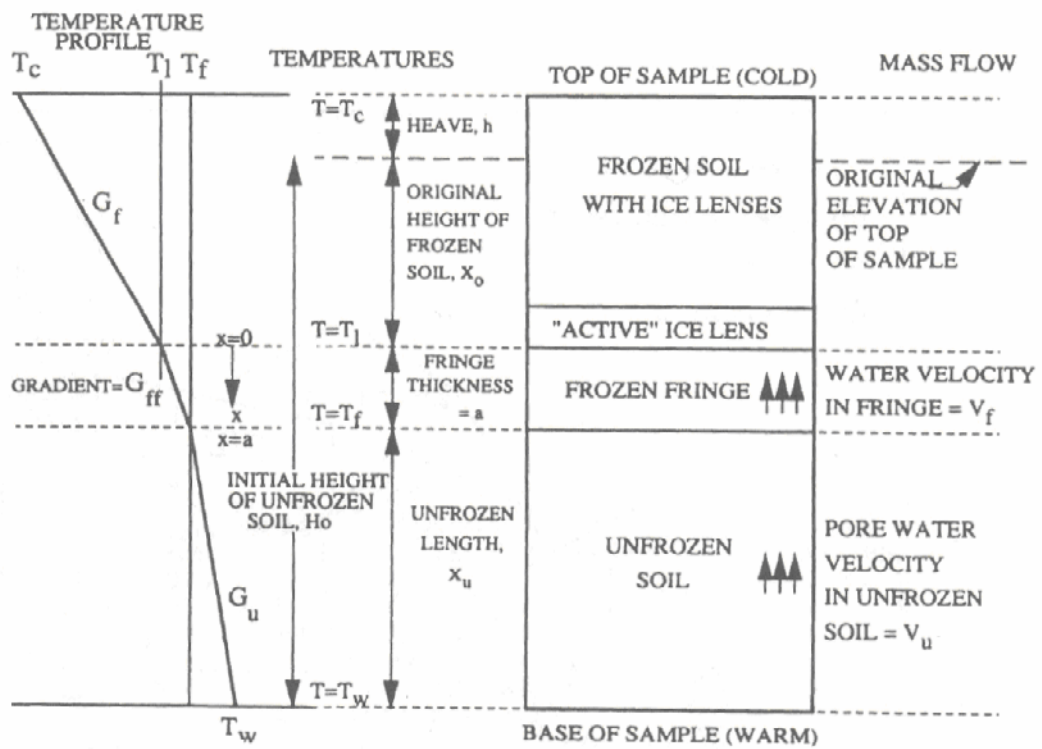 TEMPERATURE
PROFILE
Tc
Tl
Tf
TEMPERATURES
TOP OF SAMPLE (COLD)
MASS FLOW
T=Tc
HEAVE, h
Gf
ORIGINAL
HEIGHT OF
FROZEN
SOIL, Xo
FROZEN SOIL
WITH ICE LENSES
ORIGINAL
ELEVATION
OF TOP
OF SAMPLE
x=0
T=Tl
"ACTIVE" ICE LENS
GRADIENT=Gff
x
x=a
T=Tf
FRINGE
THICKNESS
= a
FROZEN FRINGE
WATER VELOCITY
IN FRINGE = Vf
INITIAL HEIGHT
OF UNFROZEN
SOIL, Ho
UNFROZEN
LENGTH,
Xu
UNFROZEN
SOIL
PORE WATER
VELOCITY
IN UNFROZEN
SOIL = Vu
Gu
T=Tw
Tw
BASE OF SAMPLE (WARM)